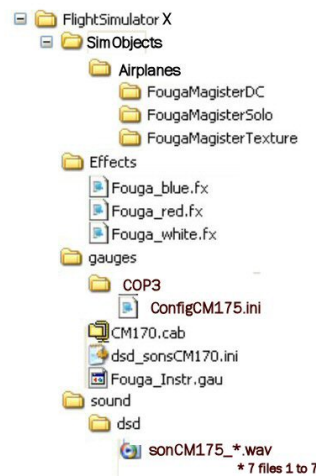 FlightSimulator X
SimObjects
Airplanes
FougaMagisterDC
FougaMagisterSolo
FougaMagisterTexture
Effects
Fouga_blue.fx
Fouga_red.fx
Fouga_white.fx
gauges
COP3
ConfigCM175.ini
CM170.cab
dsd_sonsCM170.ini
Fouga_Instr.gau
sound
dsd
sonCM175_*.wav
* 7 files 1 to 7